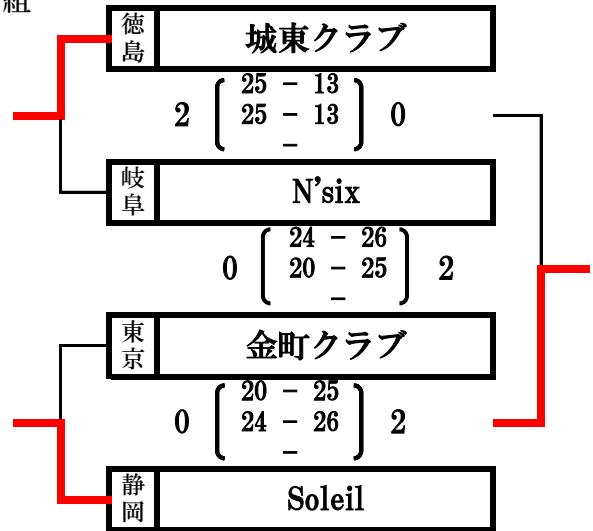 組
徳島 城東クラブ
2 25 - 13 0
25 - 13
-
岐阜 N'six
24 - 26
0 20 - 25 2
-
東京 金町クラブ
20 - 25
0 24 - 26 2
-
静岡 Soleil